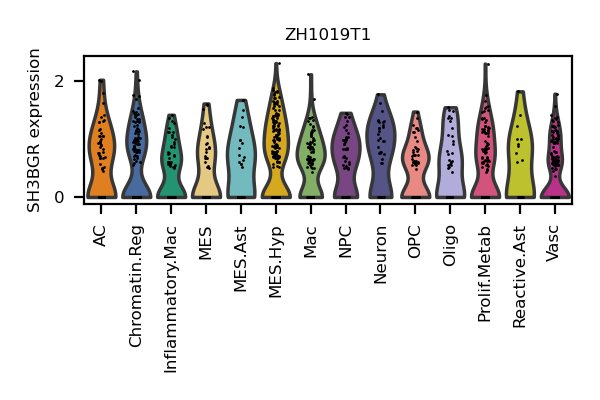 ZH1019T1
SH3BGR expression
2
0
AC
Chromatin.Reg
Inflammatory.Mac
MES
MES.Ast
MES.Hyp
Mac
NPC
Neuron
OPC
Oligo
Prolif.Metab
Reactive.Ast
Vasc